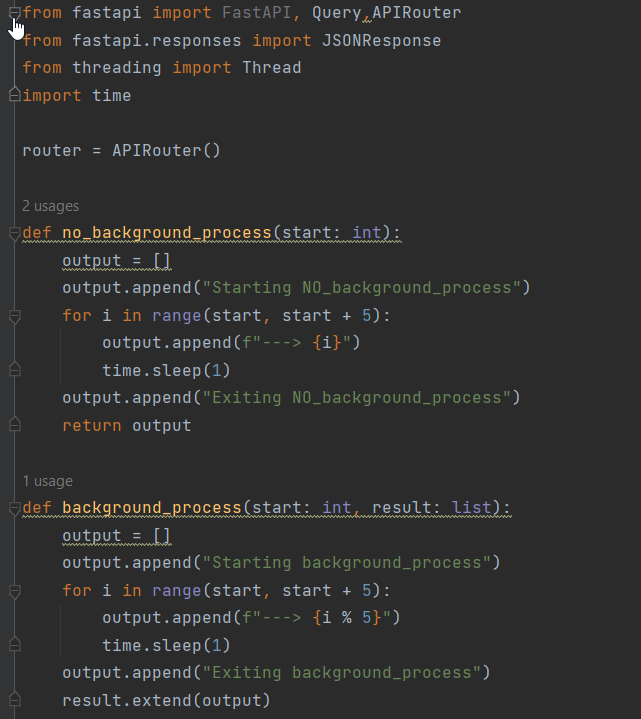 from fastapi import FastAPI, Query,APIRouter
from fastapi.responses import JSONResponse
from threading import Thread
import time
router = APIRouter()
2 usages
def no_background_process(start: int):
output = []
output.append("Starting NO_background_process")
for i in range(start, start + 5):
output.append(f"---> {i}")
time.sleep(1)
output.append("Exiting NO_background_process")
return output
1 usage
def background_process(start: int, result: list):
output = []
output.append("Starting background_process")
for i in range(start, start + 5):
output.append(f"---> {i % 5}")
time.sleep(1)
output.append("Exiting background_process")
result.extend(output)